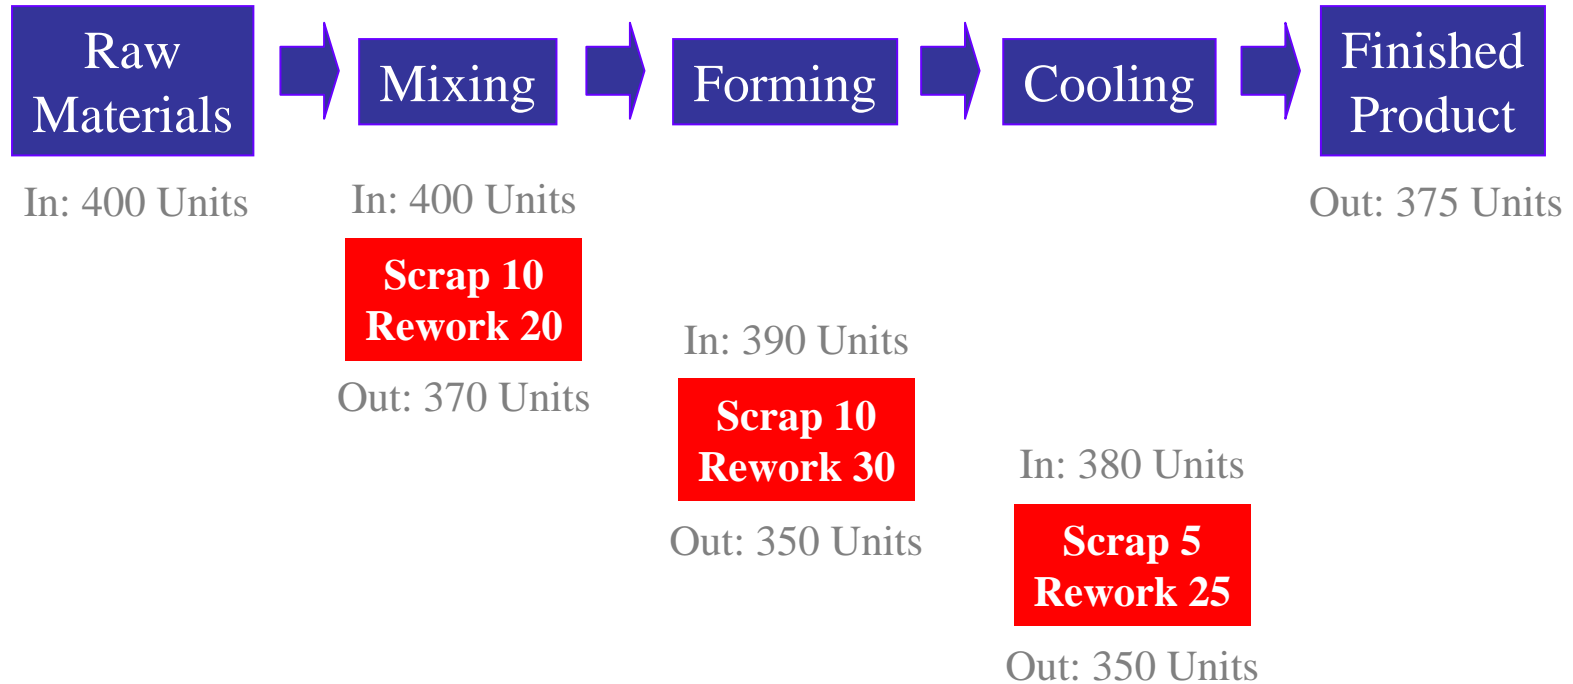 Raw
Materials
Mixing
Forming
Cooling
Finished
Product
In: 400 Units
In: 400 Units
Out: 375 Units
Scrap 10
Rework 20
Out: 370 Units
In: 390 Units
Scrap 10
Rework 30
Out: 350 Units
In: 380 Units
Scrap 5
Rework 25
Out: 350 Units